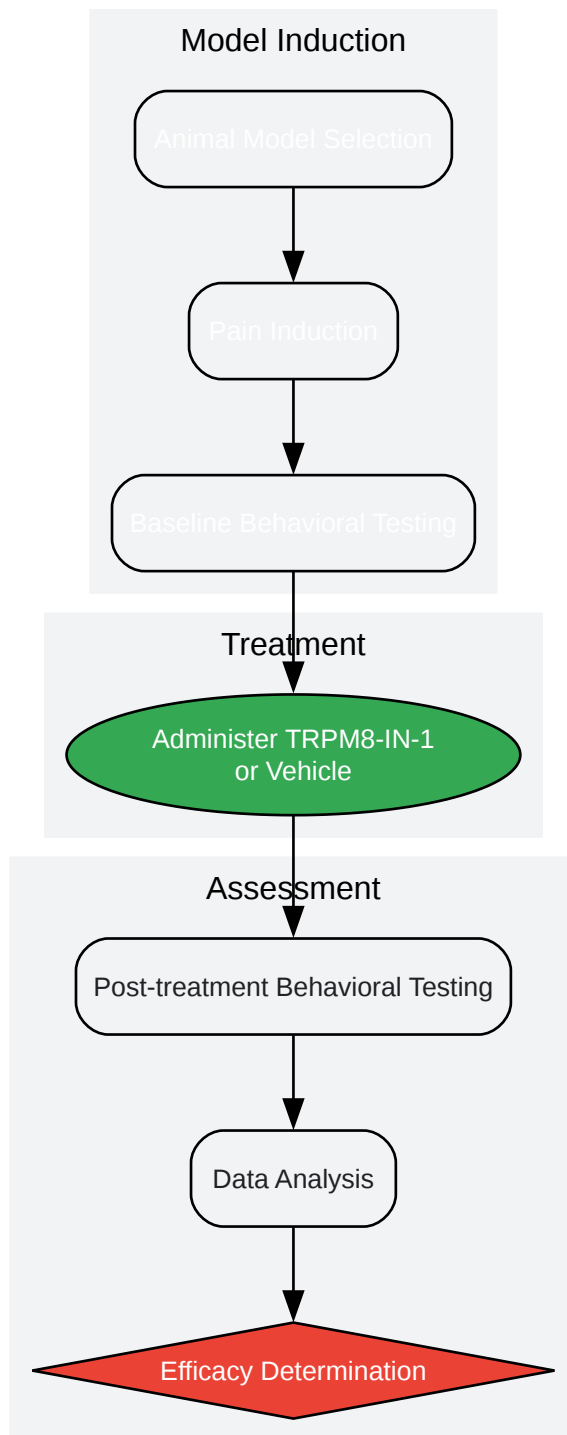 Model Induction
Animal Model Selection
Pain Induction
Baseline Behavioral Testing
Treatment
Administer TRPM8-IN-1
or Vehicle
Assessment
Post-treatment Behavioral Testing
Data Analysis
Efficacy Determination